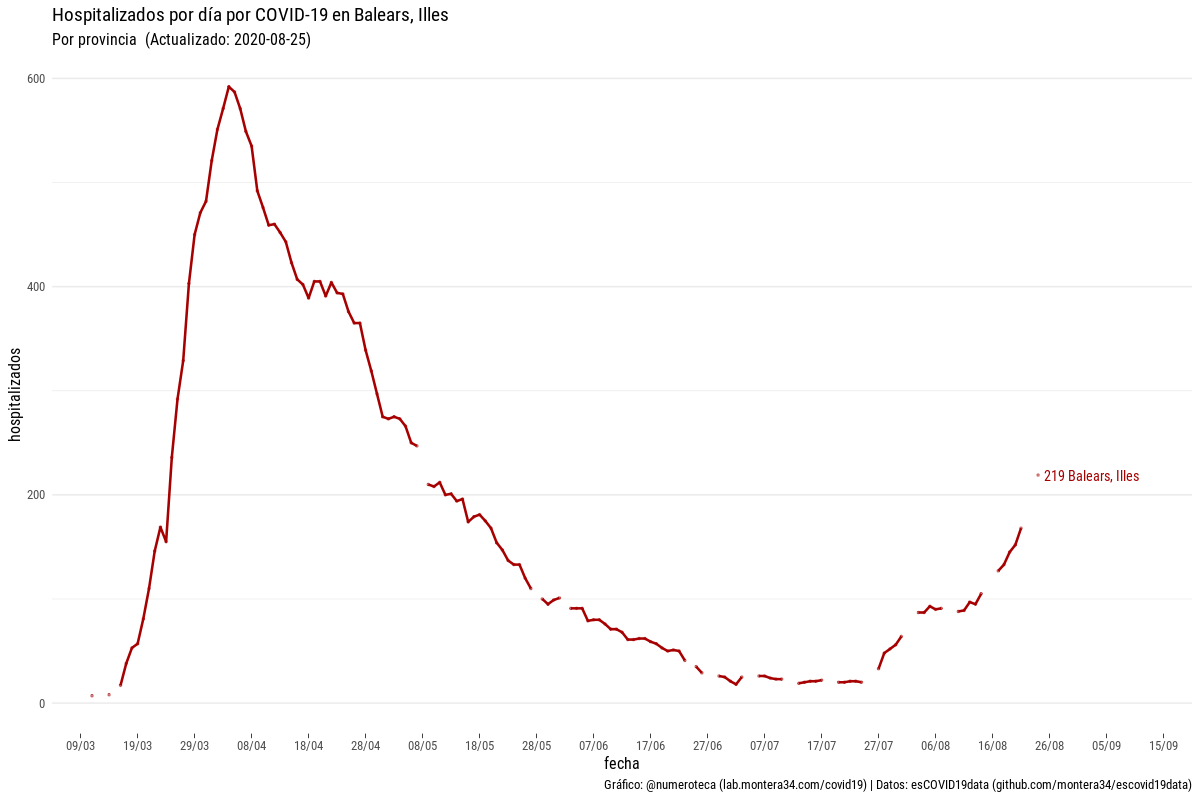 Hospitalizados por día por COVID-19 en Balears, Illes
Por provincia  (Actualizado: 2020-08-25)
600
400
200
0
hospitalizados
219 Balears, Illes
09/03 19/03 29/03 08/04 18/04 28/04 08/05 18/05 28/05 07/06 17/06 27/06 07/07 17/07 27/07 06/08 16/08 26/08 05/09 15/09
fecha
Gráfico: @numeroteca (lab.montera34.com/covid19) | Datos: esCOVID19data (github.com/montera34/escovid19data)